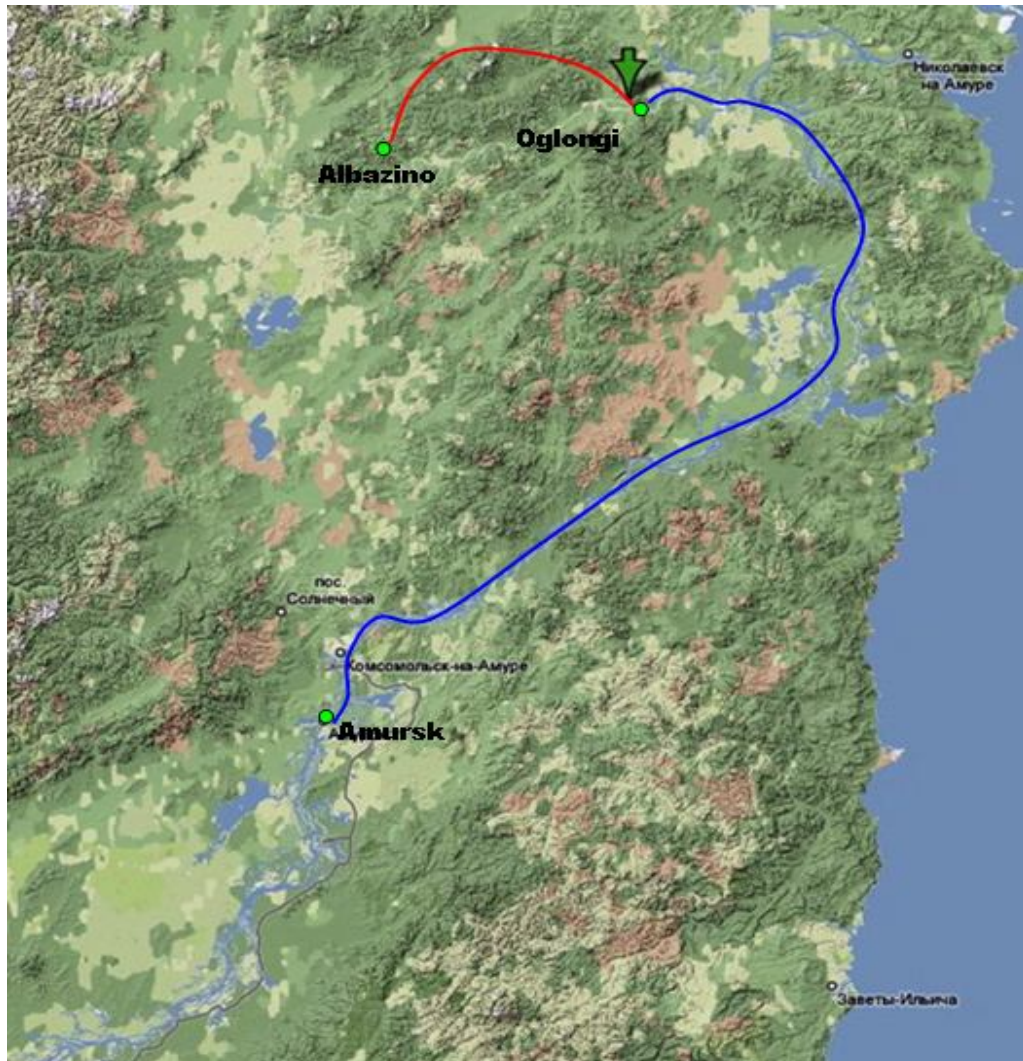 Николаевск
на Амуре
Oglongi
Albazino
пос.
Солнечный
Комсомольск-на-Амуре
Amursk
Заветы-Ильича